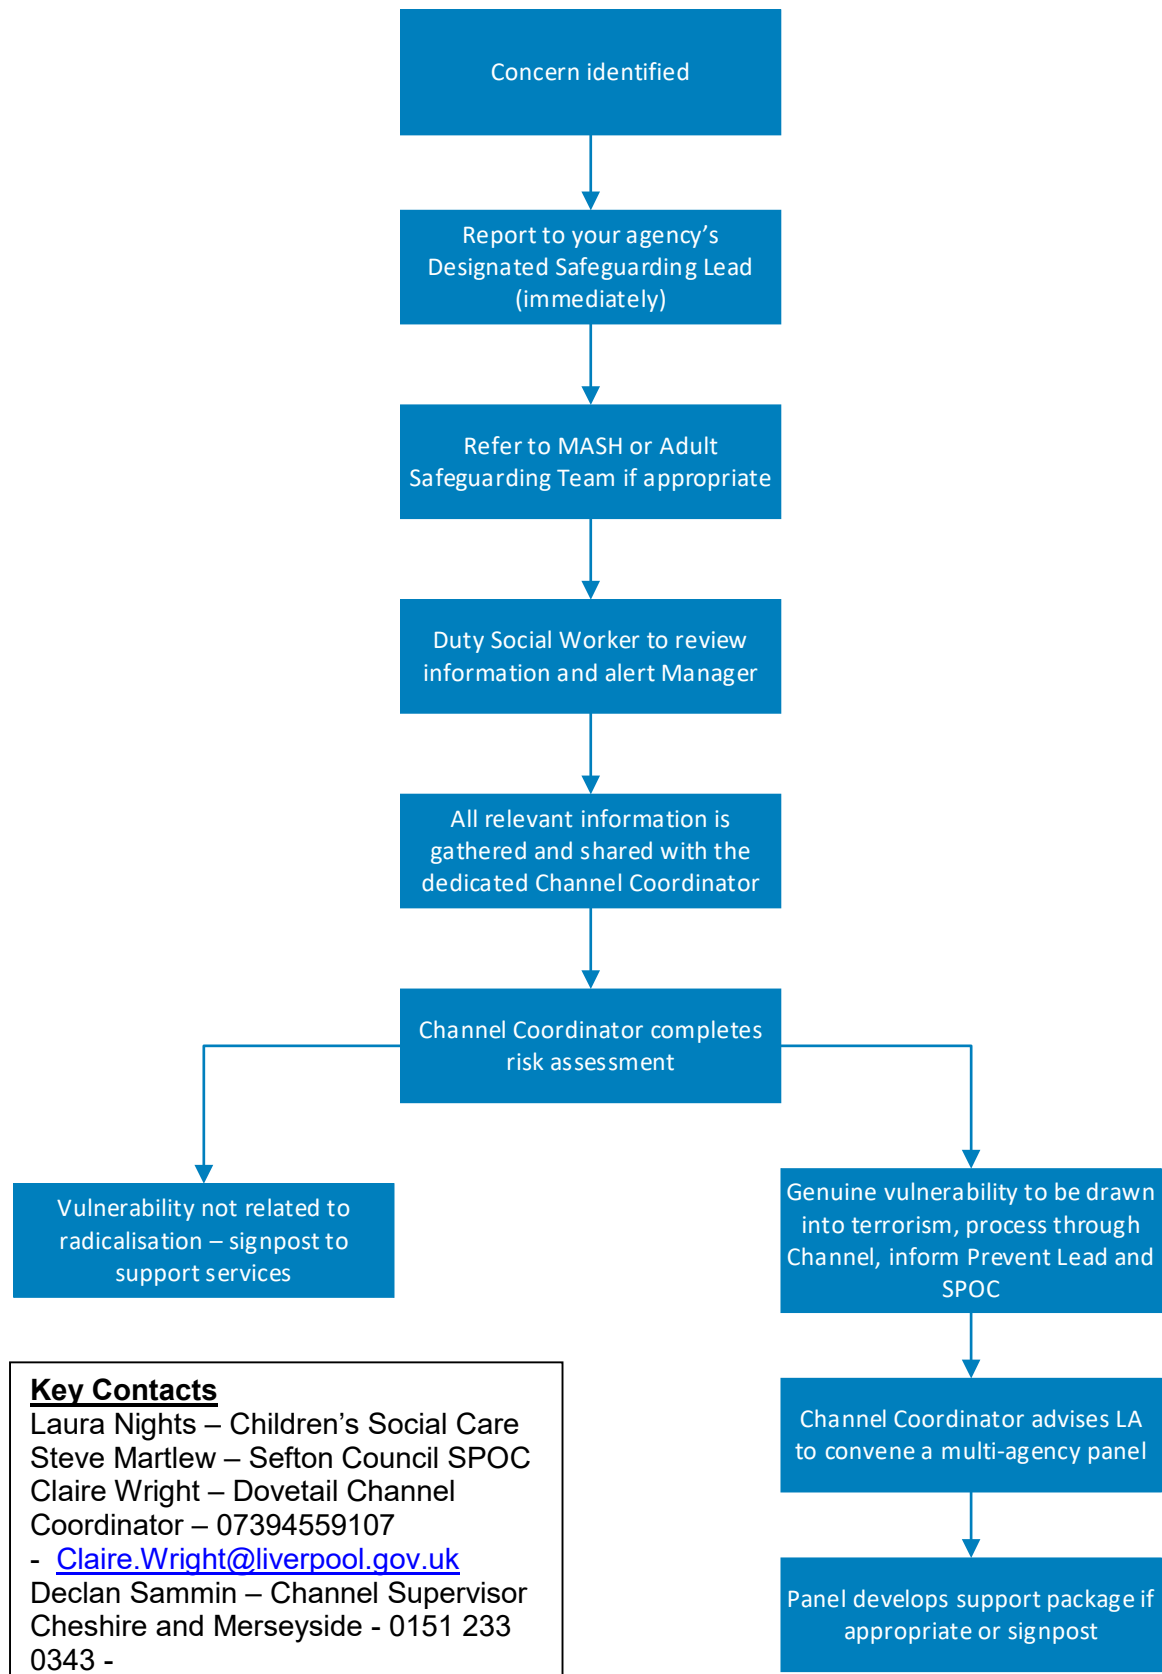 Concern identified
Report to your agency’s
Designated Safeguarding Lead
(immediately)
Refer to MASH or Adult
Safeguarding Team if appropriate
Duty Social Worker to review
information and alert Manager
All relevant information is
gathered and shared with the
dedicated Channel Coordinator
Channel Coordinator completes
risk assessment
Vulnerability not related to
radicalisation – signpost to
support services
Genuine vulnerability to be drawn
into terrorism, process through
Channel, inform Prevent Lead and
SPOC
Channel Coordinator advises LA
to convene a multi-agency panel
Panel develops support package if
appropriate or signpost
Key Contacts
Laura Nights – Children’s Social Care
Steve Martlew – Sefton Council SPOC
Claire Wright – Dovetail Channel
Coordinator – 07394559107
- Claire.Wright@liverpool.gov.uk
Declan Sammin – Channel Supervisor
Cheshire and Merseyside - 0151 233
0343 -